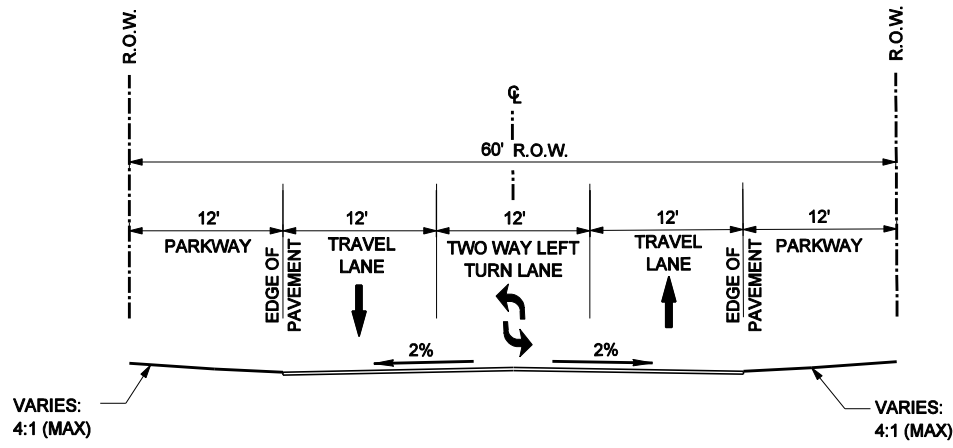 R.O.W.
R.O.W.
℄
60' R.O.W.
12'
PARKWAY
EDGE OF
PAVEMENT
12'
TRAVEL
LANE
12'
TWO WAY LEFT
TURN LANE
12'
TRAVEL
LANE
EDGE OF
PAVEMENT
12'
PARKWAY
2%
2%
VARIES:
4:1 (MAX)
VARIES:
4:1 (MAX)